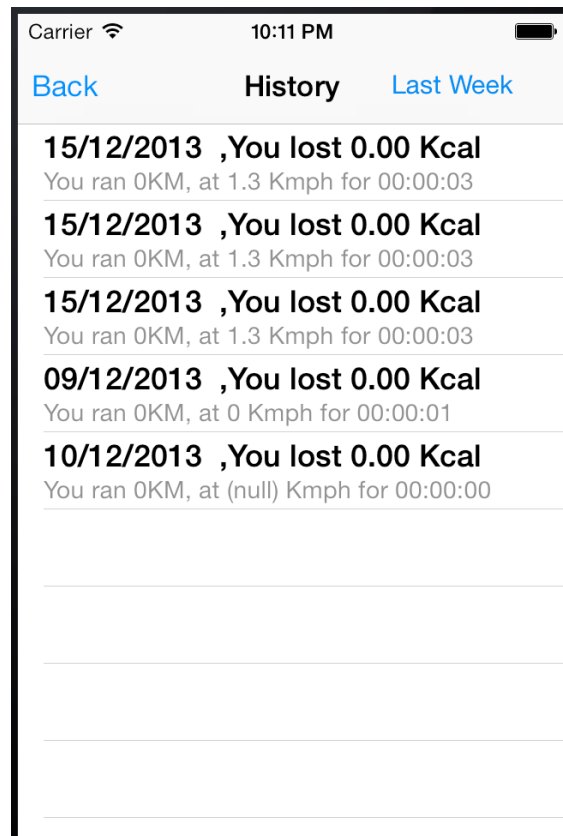 Carrier 10:11 PM
Back History Last Week
15/12/2013 ,You lost 0.00 Kcal
You ran 0KM, at 1.3 Kmph for 00:00:03
15/12/2013 ,You lost 0.00 Kcal
You ran 0KM, at 1.3 Kmph for 00:00:03
15/12/2013 ,You lost 0.00 Kcal
You ran 0KM, at 1.3 Kmph for 00:00:03
09/12/2013 ,You lost 0.00 Kcal
You ran 0KM, at 0 Kmph for 00:00:01
10/12/2013 ,You lost 0.00 Kcal
You ran 0KM, at (null) Kmph for 00:00:00